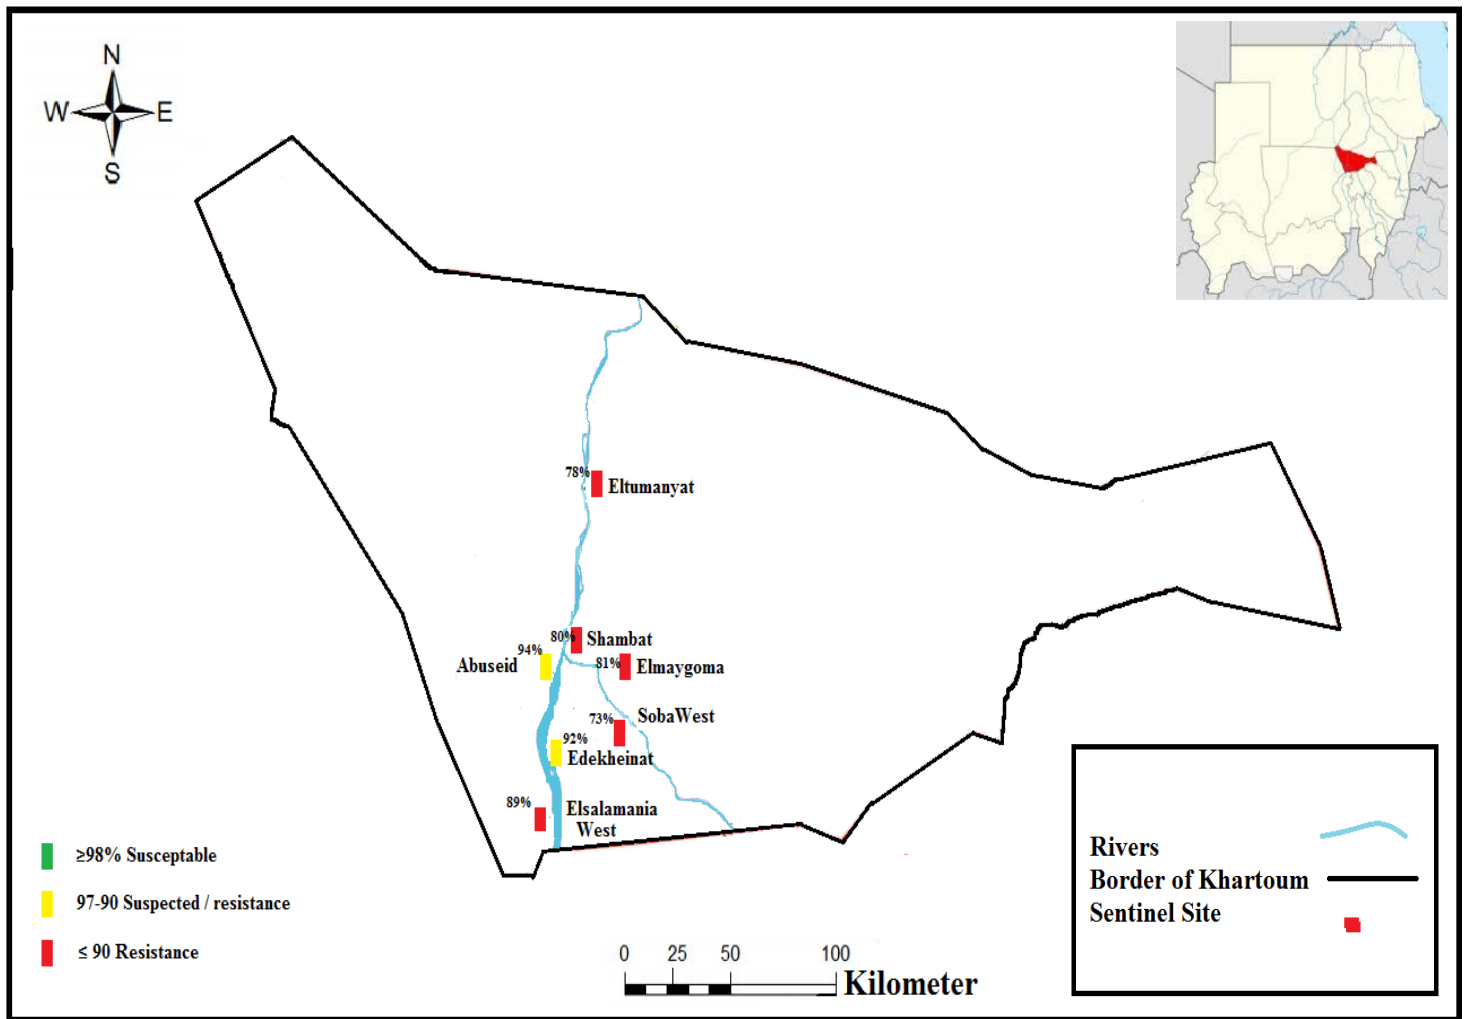 N
W E
S
78%
Eltumanyat
80%
Shambat
94%
Abuseid
81%
Elmaygoma
SobaWest
73%
92%
Edekheinat
89%
Elsalamania
West
≥98% Susceptable
97-90 Suspected / resistance
≤ 90 Resistance
0 25 50 100
Kilometer
Rivers
Border of Khartoum
Sentinel Site